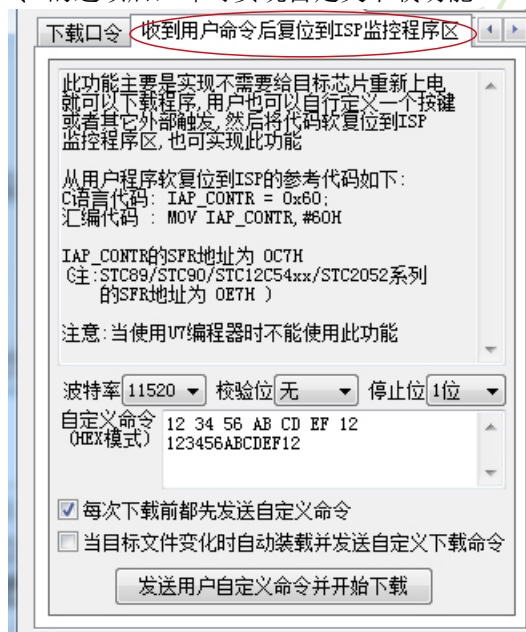 下载口令 收到用户命令后复位到ISP监控程序区
此功能主要是实现不需要给目标芯片重新上电
就可以下载程序,用户也可以自行定义一个按键
或者其它外部触发,然后将代码软复位到ISP
监控程序区,也可实现此功能
从用户程序软复位到ISP的参考代码如下:
C语言代码: IAP_CONTR = 0x60;
汇编代码 : MOV IAP_CONTR,#60H
IAP_CONTR的SFR地址为 0C7H
(注:STC89/STC90/STC12C54xx/STC2052系列
的SFR地址为 0E7H )
注意:当使用U7编程器时不能使用此功能
波特率 11520 校验位 无 停止位 1位
自定义命令 12 34 56 AB CD EF 12
(HEX模式) 123456ABCDEF12
每次下载前都先发送自定义命令
当目标文件变化时自动装载并发送自定义下载命令
发送用户自定义命令并开始下载